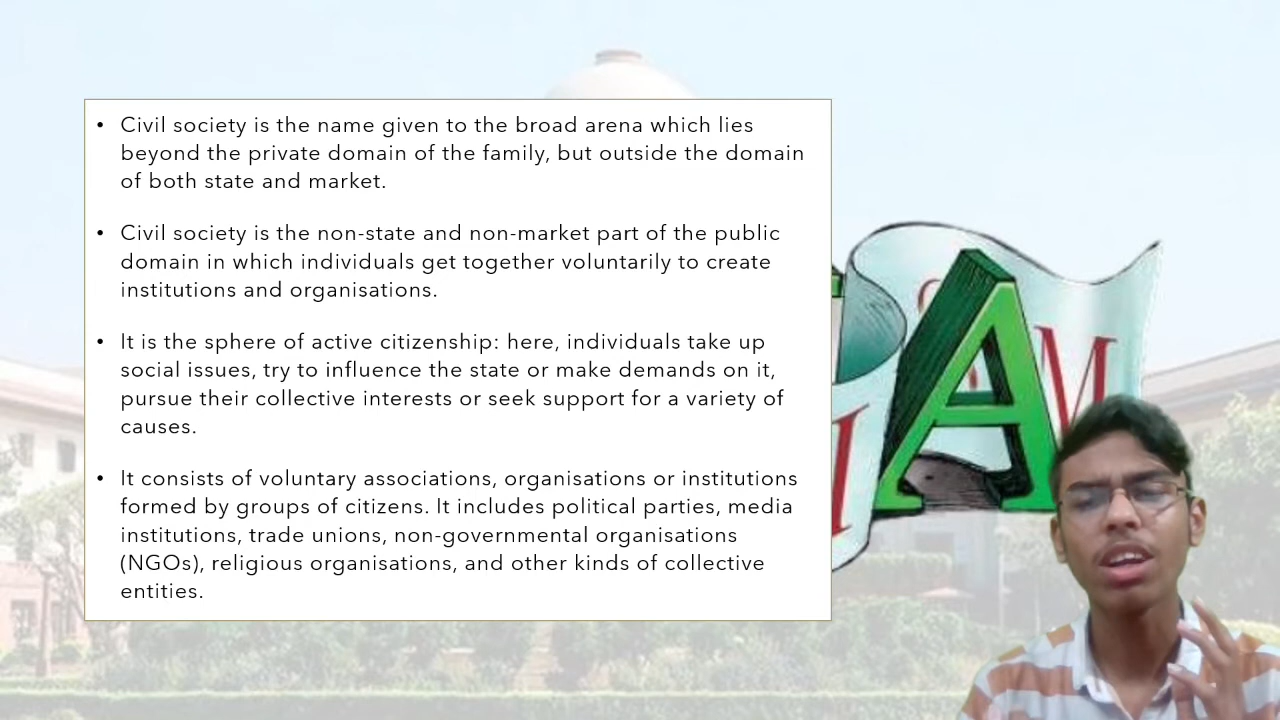 • Civil society is the name given to the broad arena which lies
beyond the private domain of the family, but outside the domain
of both state and market.
• Civil society is the non-state and non-market part of the public
domain in which individuals get together voluntarily to create
institutions and organisations.
• It is the sphere of active citizenship: here, individuals take up
social issues, try to influence the state or make demands on it,
pursue their collective interests or seek support for a variety of
causes.
• It consists of voluntary associations, organisations or institutions
formed by groups of citizens. It includes political parties, media
institutions, trade unions, non-governmental organisations
(NGOs), religious organisations, and other kinds of collective
entities.
A